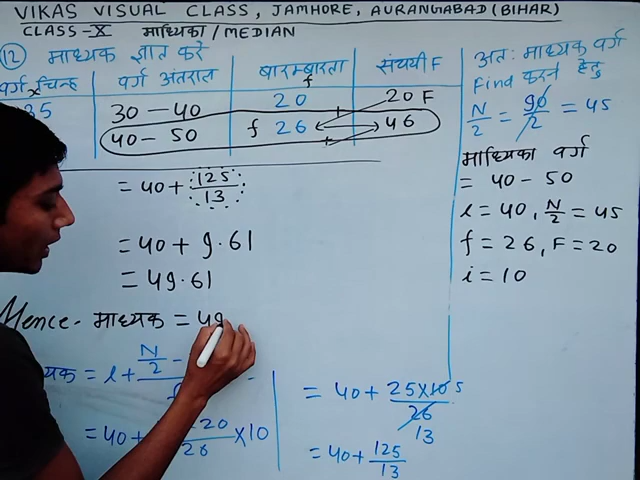 VIKAS VISUAL CLASS, JAMHORE, AURANGABAD (BIHAR)
CLASS-X माध्यिका / MEDIAN
12 माध्यक ज्ञात करे
वर्ग चिन्ह x वर्ग अंतराल बारम्बारता f संचयी F
35 30-40 20 20 F
40-50 f 26 46
= 40 + 125/13
= 40 + 9.61
= 49.61
Hence - माध्यक = 49
= l + N/2 -
= 40 + 20/26 × 10
अतः माध्यक वर्ग
Find करने हेतु
N/2 = 90/2 = 45
माध्यिका वर्ग
= 40 - 50
l = 40, N/2 = 45
f = 26, F = 20
i = 10
= 40 + 25×10 5/26 13
= 40 + 125/13